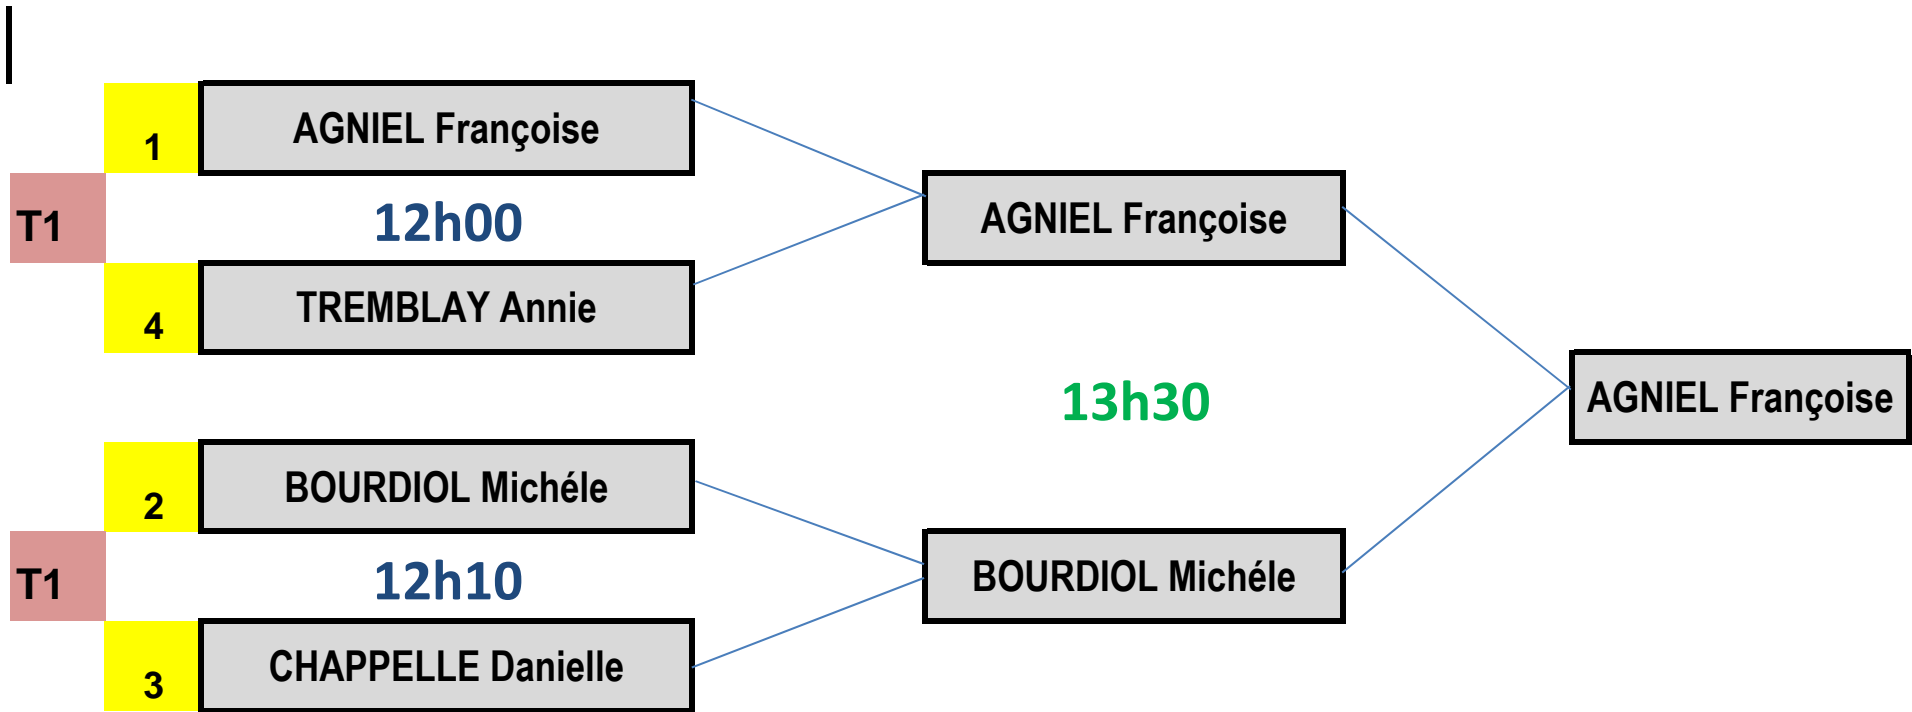 1 AGNIEL Françoise
T1 12h00
AGNIEL Françoise
4 TREMBLAY Annie
13h30
AGNIEL Françoise
2 BOURDIOL Michéle
T1 12h10
BOURDIOL Michéle
3 CHAPPELLE Danielle